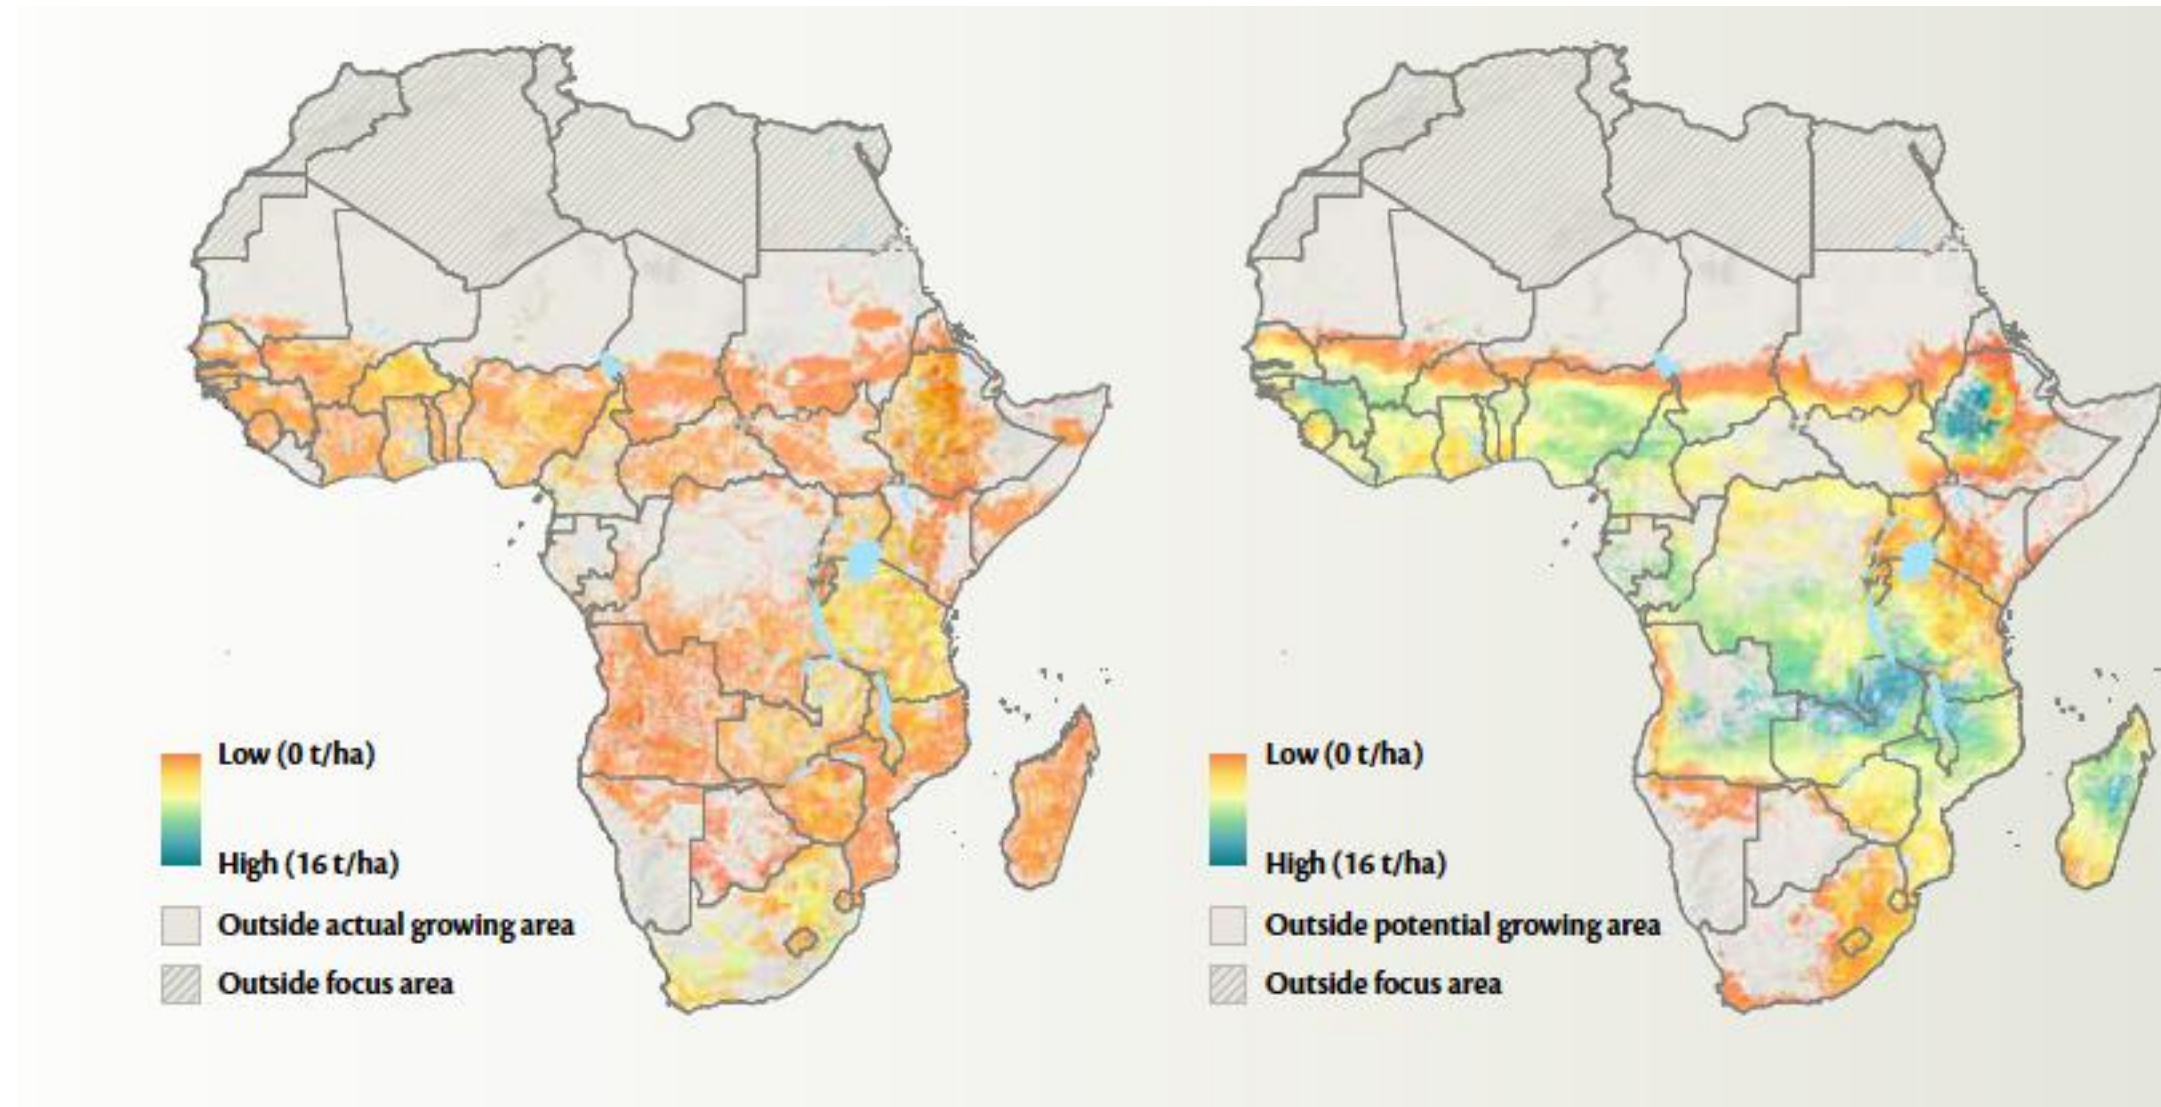 Low (0 t/ha)
High (16 t/ha)
Outside actual growing area
Outside focus area
Low (0 t/ha)
High (16 t/ha)
Outside potential growing area
Outside focus area